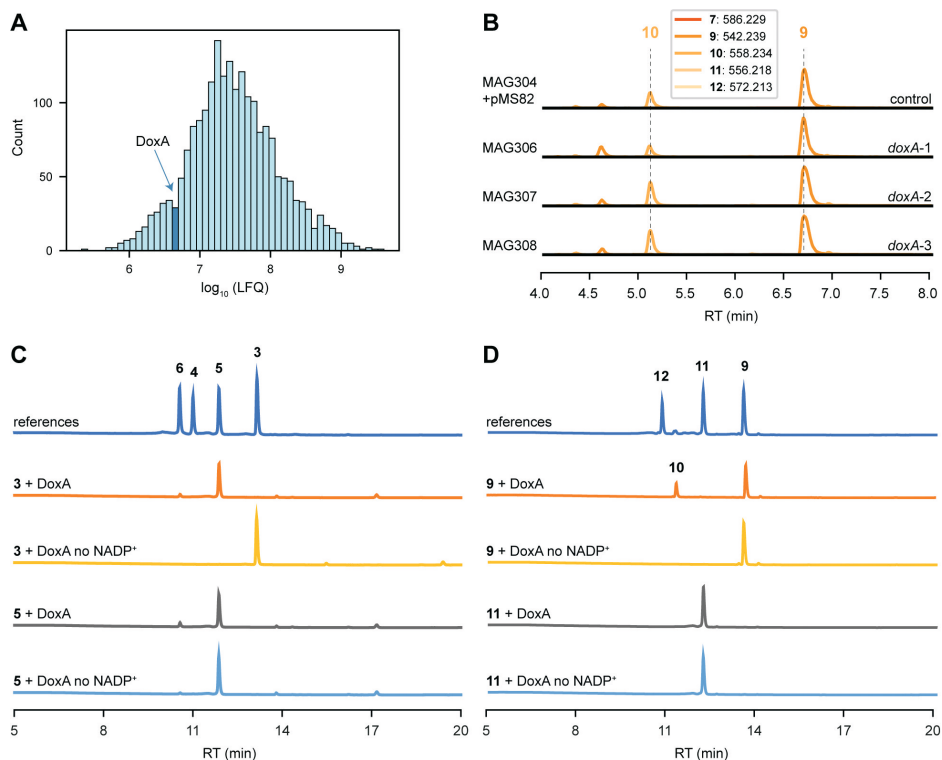 A
Count
100
50
0
DoxA
6
7
8
9
log10 (LFQ)
B
7: 586.229
9: 542.239
10: 558.234
11: 556.218
12: 572.213
10
9
MAG304
+pMS82
control
MAG306
doxA-1
MAG307
doxA-2
MAG308
doxA-3
4.0 4.5 5.0 5.5 6.0 6.5 7.0 7.5 8.0
RT (min)
C
6 4 5 3
references
3 + DoxA
3 + DoxA no NADP+
5 + DoxA
5 + DoxA no NADP+
5 8 11 14 17 20
RT (min)
D
12 11 9
references
10
9 + DoxA
9 + DoxA no NADP+
11 + DoxA
11 + DoxA no NADP+
5 8 11 14 17 20
RT (min)